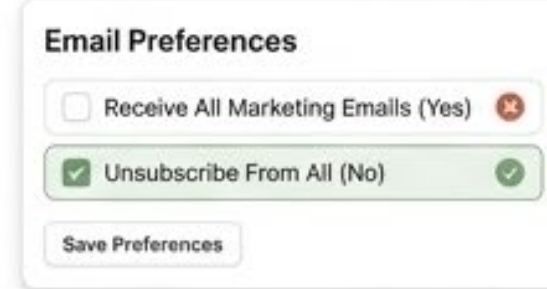 Email Preferences
Receive All Marketing Emails (Yes)
Unsubscribe From All (No)
Save Preferences